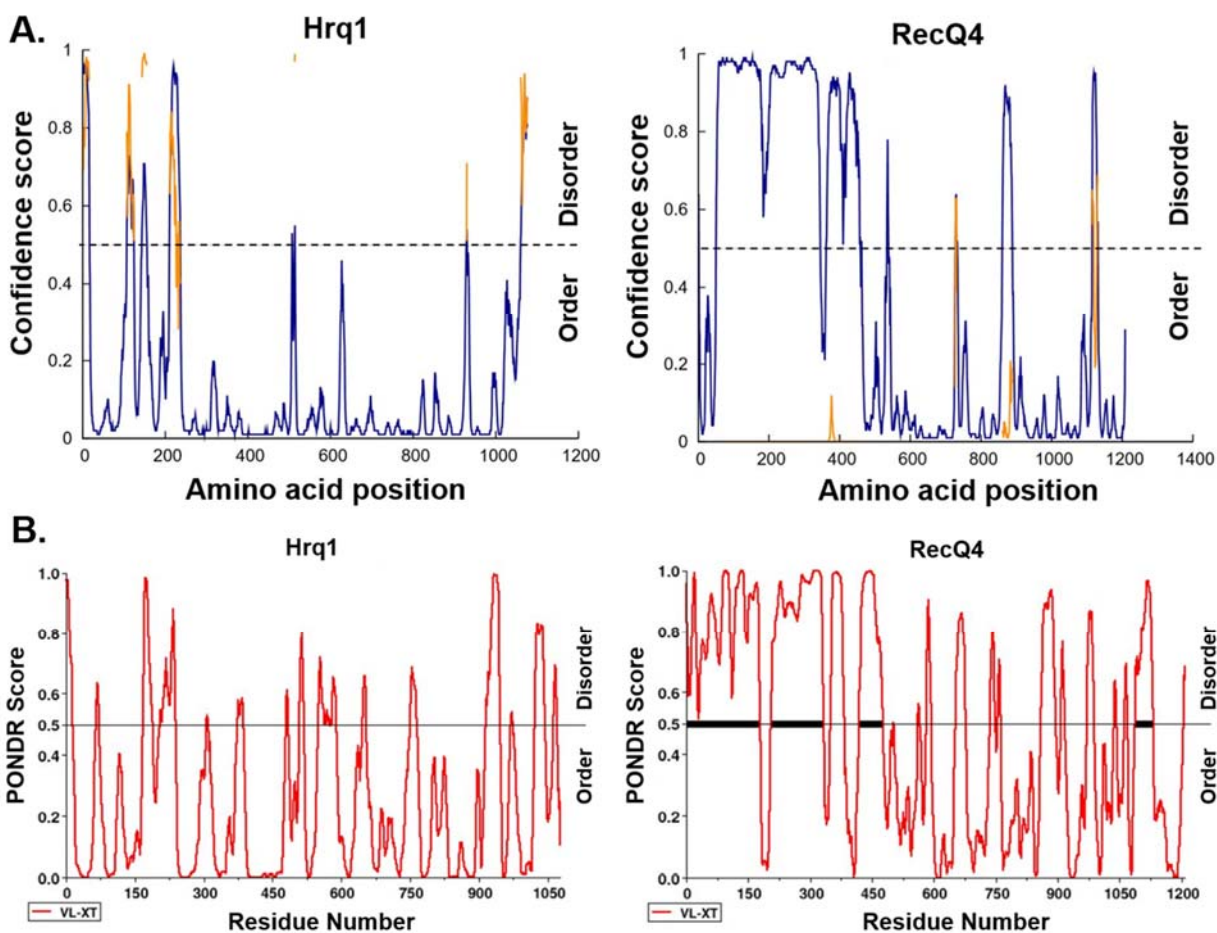 A.
Hrq1
RecQ4
Confidence score
1
0.8
0.6
0.4
0.2
0
Disorder
Order
0 200 400 600 800 1000 1200
Amino acid position
Confidence score
1
0.8
0.6
0.4
0.2
0
Disorder
Order
0 200 400 600 800 1000 1200 1400
Amino acid position
B.
Hrq1
RecQ4
PONDR Score
1.0
0.8
0.6
0.5
0.4
0.2
0.0
Disorder
Order
0 150 300 450 600 750 900 1050
VL-XT
Residue Number
PONDR Score
1.0
0.8
0.6
0.5
0.4
0.2
0.0
Disorder
Order
0 150 300 450 600 750 900 1050 1200
VL-XT
Residue Number